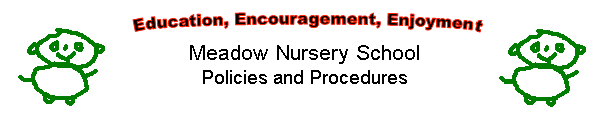 Education, Encouragement, Enjoyment
Meadow Nursery School
Policies and Procedures